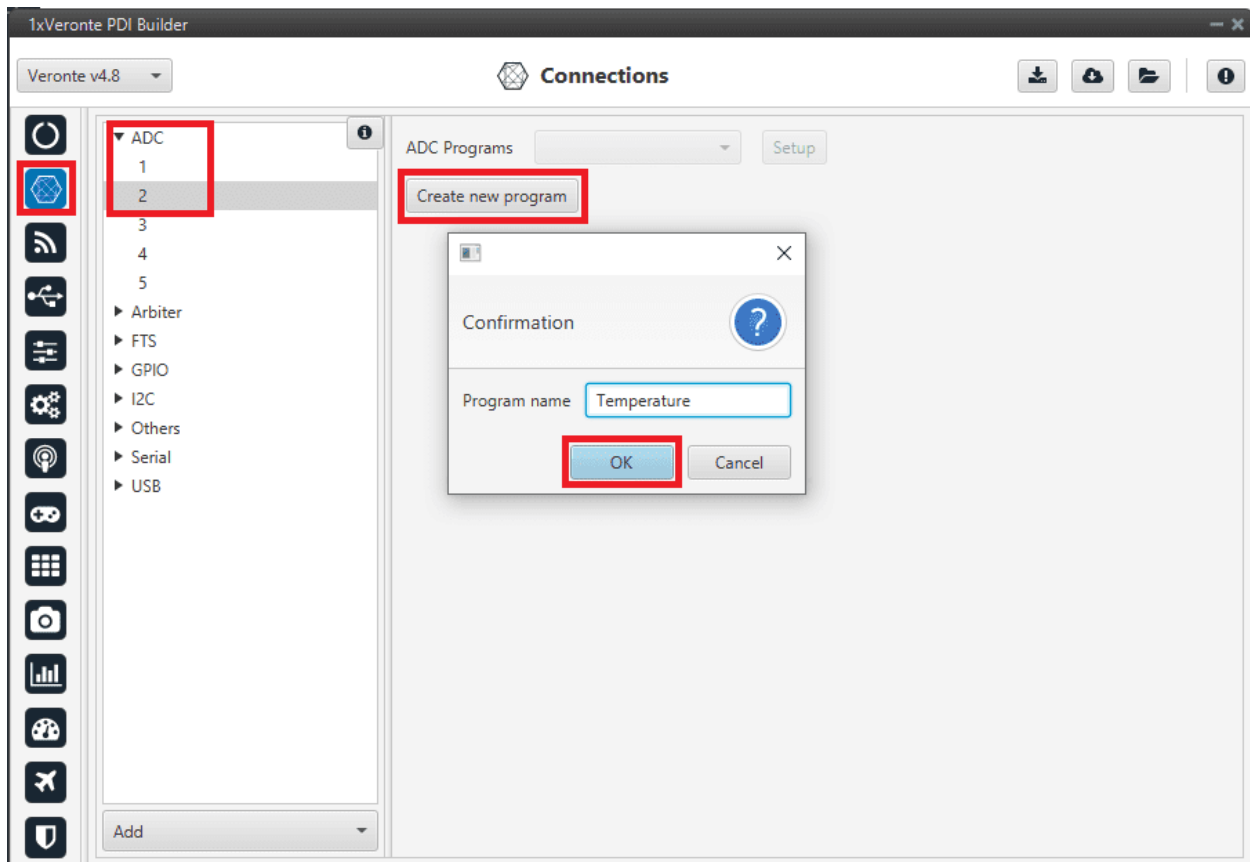 1xVeronte PDI Builder
Veronte v4.8
Connections
ADC
1
2
3
4
5
Arbiter
FTS
GPIO
I2C
Others
Serial
USB
Add
ADC Programs
Setup
Create new program
Confirmation
?
Program name
Temperature
OK
Cancel